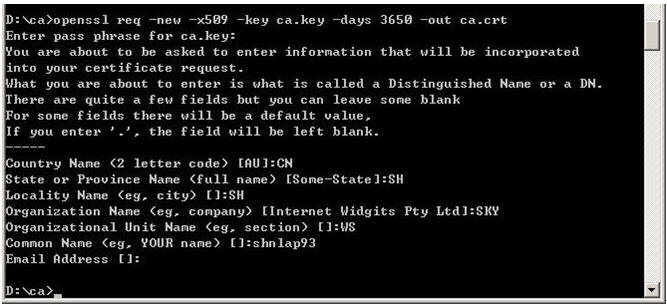 D:\ca>openssl req -new -x509 -key ca.key -days 3650 -out ca.crt
Enter pass phrase for ca.key:
You are about to be asked to enter information that will be incorporated
into your certificate request.
What you are about to enter is what is called a Distinguished Name or a DN.
There are quite a few fields but you can leave some blank
For some fields there will be a default value,
If you enter '.', the field will be left blank.
-----
Country Name (2 letter code) [AU]:CN
State or Province Name (full name) [Some-State]:SH
Locality Name (eg, city) []:SH
Organization Name (eg, company) [Internet Widgits Pty Ltd]:SKY
Organizational Unit Name (eg, section) []:WS
Common Name (eg, YOUR name) []:shnlap93
Email Address []:
D:\ca>_